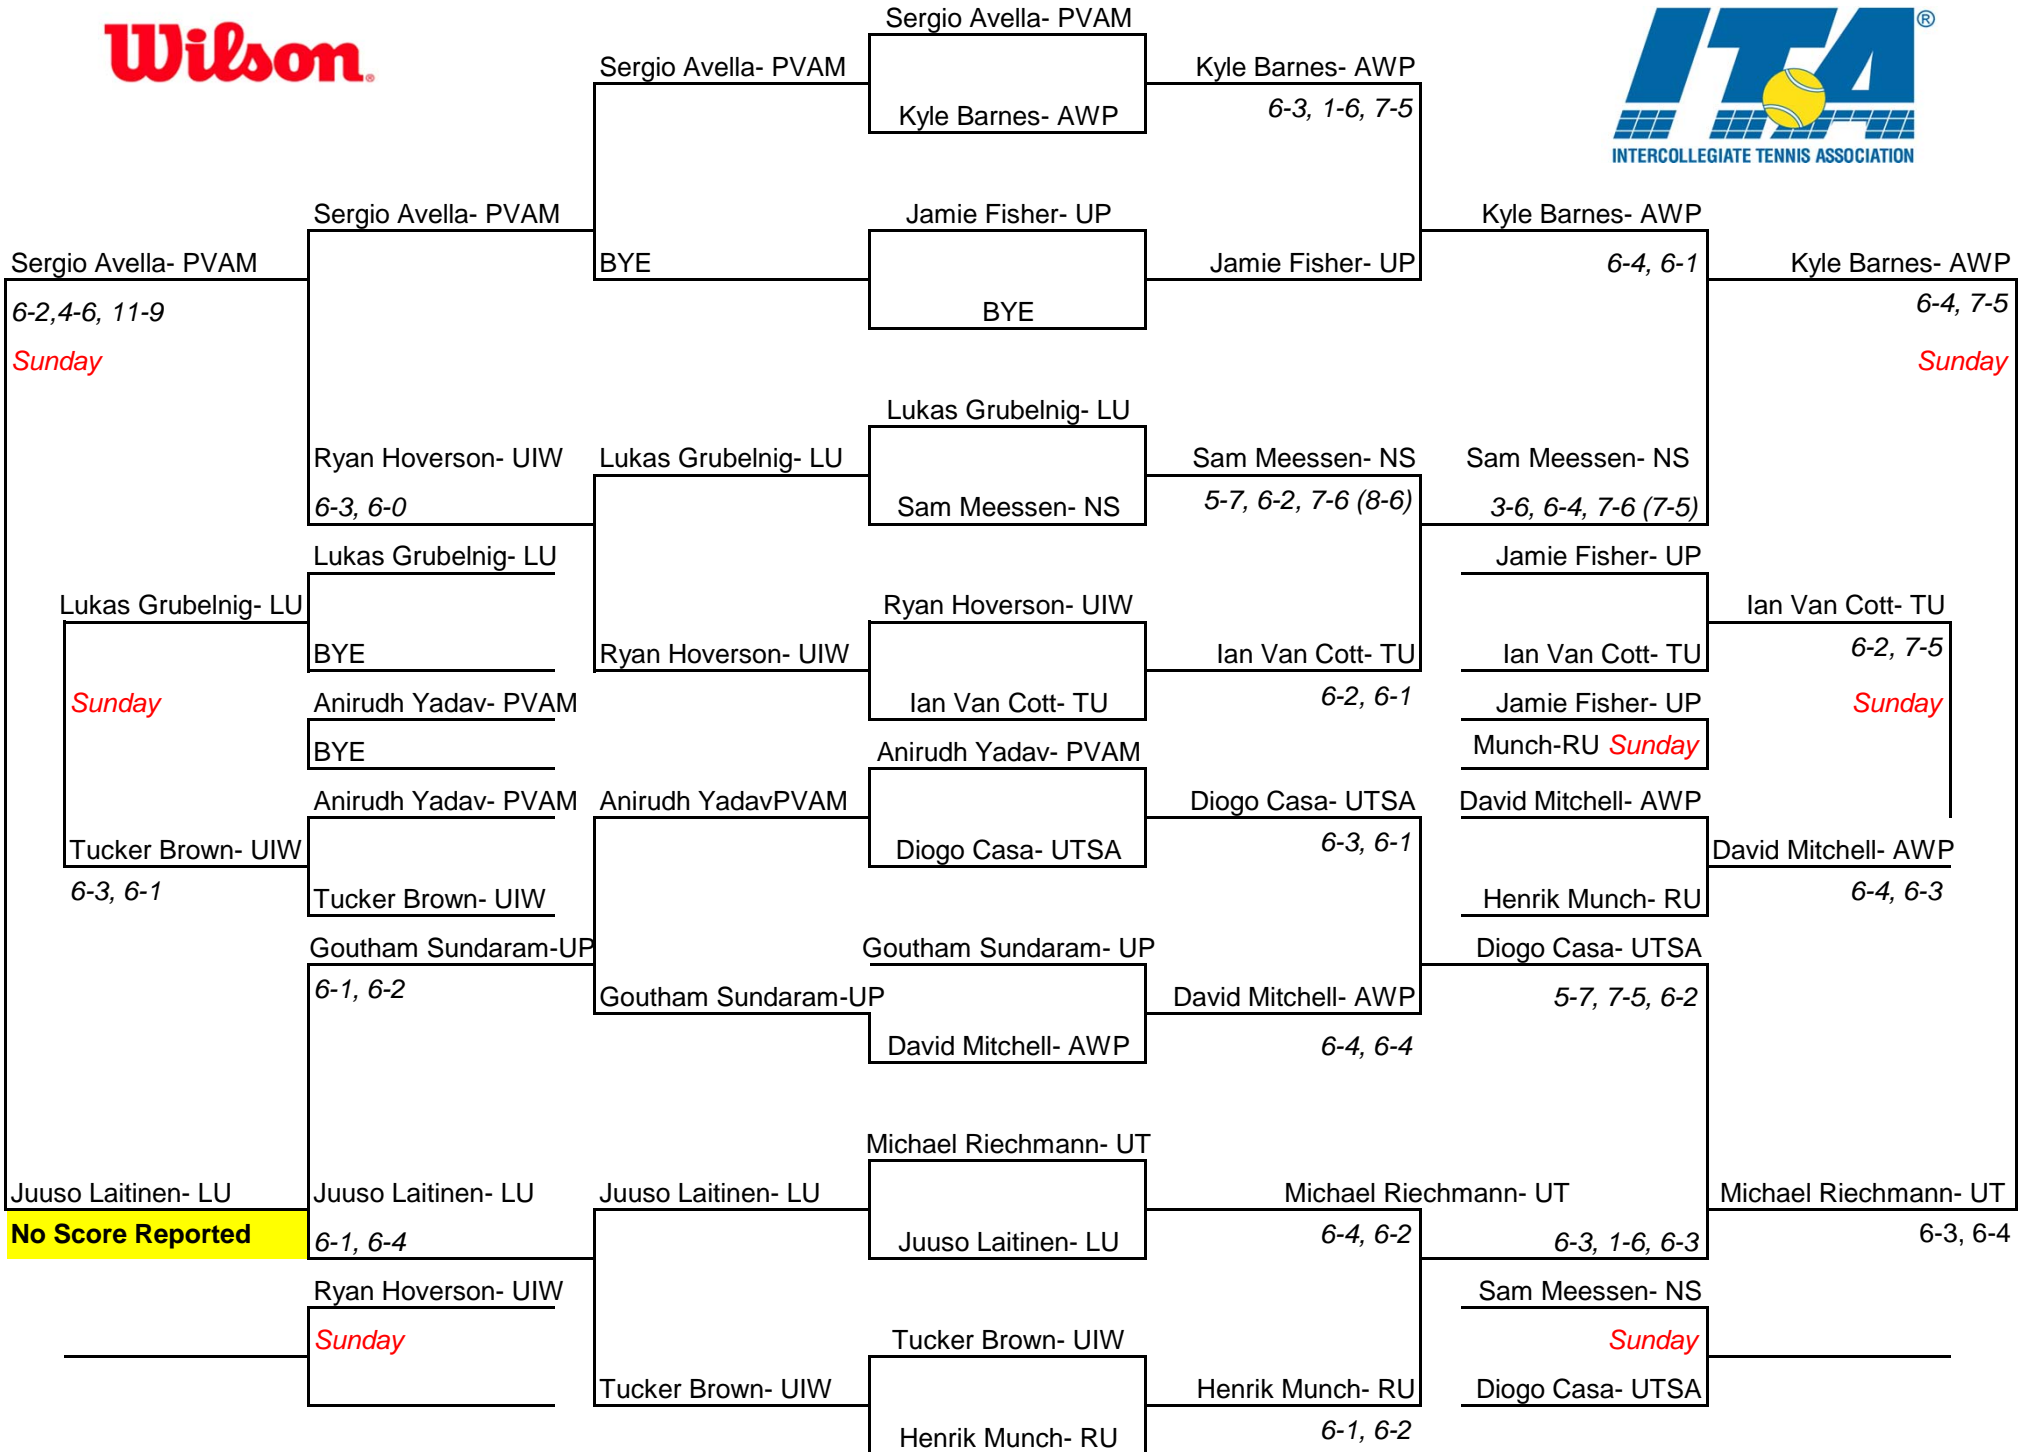 Wilson.
Sergio Avella- PVAM
®
Sergio Avella- PVAM
Kyle Barnes- AWP
ITA
Kyle Barnes- AWP
6-3, 1-6, 7-5
INTERCOLLEGIATE TENNIS ASSOCIATION
Sergio Avella- PVAM
Jamie Fisher- UP
Kyle Barnes- AWP
Sergio Avella- PVAM
BYE
Jamie Fisher- UP
6-4, 6-1
Kyle Barnes- AWP
6-2,4-6, 11-9
BYE
6-4, 7-5
Sunday
Sunday
Lukas Grubelnig- LU
Ryan Hoverson- UIW
Lukas Grubelnig- LU
Sam Meessen- NS
Sam Meessen- NS
6-3, 6-0
Sam Meessen- NS
5-7, 6-2, 7-6 (8-6)
3-6, 6-4, 7-6 (7-5)
Lukas Grubelnig- LU
Jamie Fisher- UP
Lukas Grubelnig- LU
Ryan Hoverson- UIW
Ian Van Cott- TU
BYE
Ryan Hoverson- UIW
Ian Van Cott- TU
Ian Van Cott- TU
6-2, 7-5
Sunday
Anirudh Yadav- PVAM
Ian Van Cott- TU
6-2, 6-1
Jamie Fisher- UP
Sunday
BYE
Anirudh Yadav- PVAM
Munch-RU Sunday
Anirudh Yadav- PVAM
Anirudh YadavPVAM
Diogo Casa- UTSA
David Mitchell- AWP
Tucker Brown- UIW
Diogo Casa- UTSA
6-3, 6-1
David Mitchell- AWP
6-3, 6-1
Tucker Brown- UIW
Henrik Munch- RU
6-4, 6-3
Goutham Sundaram-UP
Goutham Sundaram- UP
Diogo Casa- UTSA
6-1, 6-2
Goutham Sundaram-UP
David Mitchell- AWP
5-7, 7-5, 6-2
David Mitchell- AWP
6-4, 6-4
Michael Riechmann- UT
Juuso Laitinen- LU
Juuso Laitinen- LU
Juuso Laitinen- LU
Michael Riechmann- UT
Michael Riechmann- UT
No Score Reported
6-1, 6-4
Juuso Laitinen- LU
6-4, 6-2
6-3, 1-6, 6-3
6-3, 6-4
Ryan Hoverson- UIW
Sam Meessen- NS
Sunday
Tucker Brown- UIW
Sunday
Tucker Brown- UIW
Henrik Munch- RU
Diogo Casa- UTSA
Henrik Munch- RU
6-1, 6-2